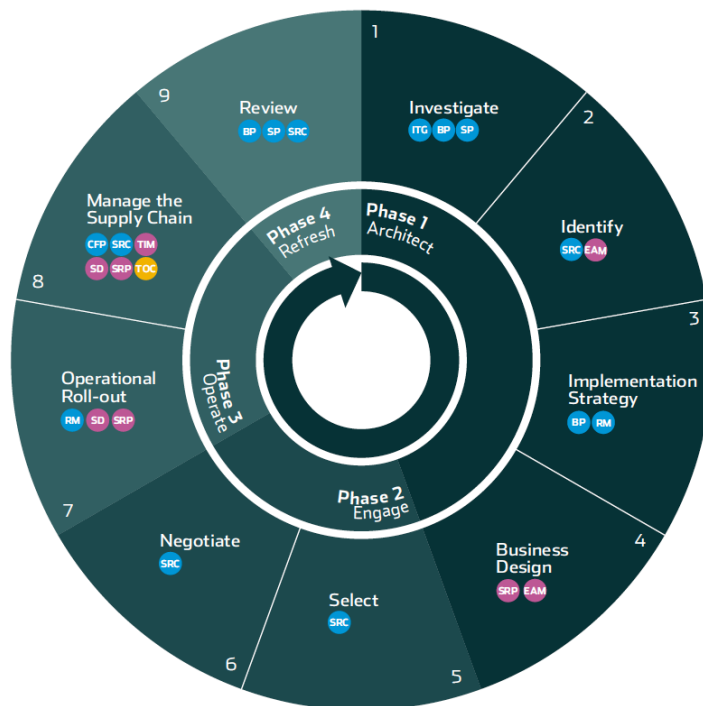 1
Investigate
ITG BP SP
2
Identify
SRC EAM
3
Implementation
Strategy
BP RM
4
Business
Design
SRP EAM
5
Select
SRC
6
Negotiate
SRC
7
Operational
Roll-out
RM SD SRP
8
Manage the
Supply Chain
CFP SRC TIM
SD SRP TOC
9
Review
BP SP SRC
Phase 1
Architect
Phase 2
Engage
Phase 3
Operate
Phase 4
Refresh